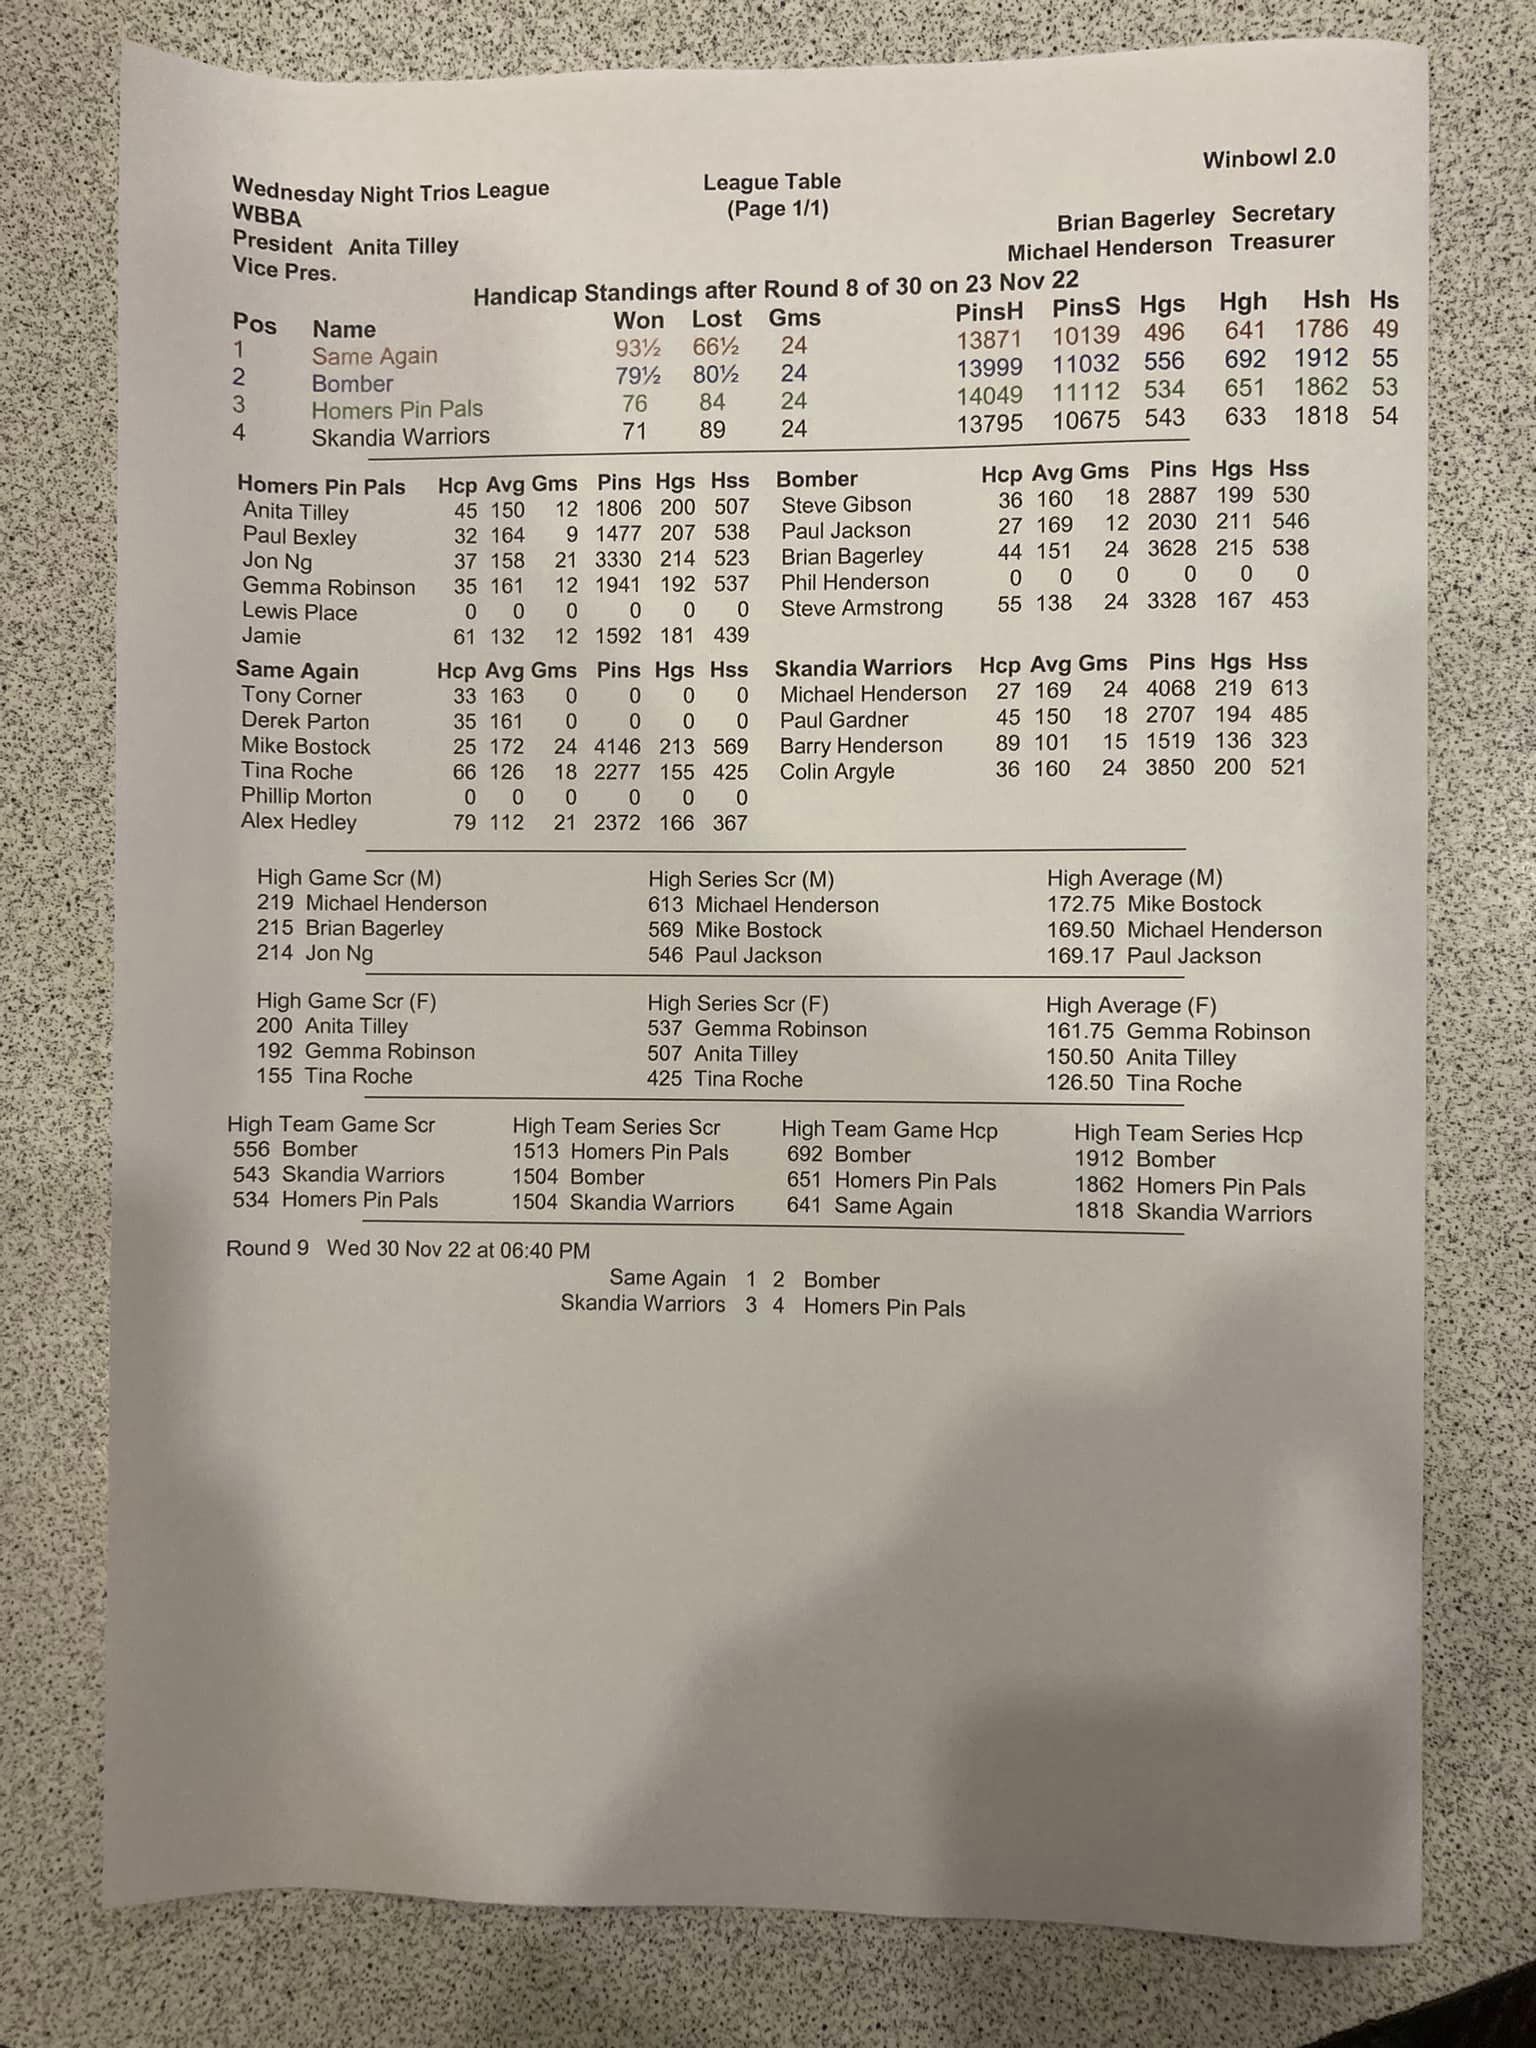 Winbowl 2.0
Wednesday Night Trios League League Table
WBBA (Page 1/1) Brian Bagerley Secretary
President Anita Tilley Michael Henderson Treasurer
Vice Pres.
Handicap Standings after Round 8 of 30 on 23 Nov 22
Pos Name Won Lost Gms PinsH PinsS Hgs Hgh Hsh Hs
1 Same Again 93½ 66½ 24 13871 10139 496 641 1786 49
2 Bomber 79½ 80½ 24 13999 11032 556 692 1912 55
3 Homers Pin Pals 76 84 24 14049 11112 534 651 1862 53
4 Skandia Warriors 71 89 24 13795 10675 543 633 1818 54
Homers Pin Pals Hcp Avg Gms Pins Hgs Hss
Anita Tilley 45 150 12 1806 200 507
Paul Bexley 32 164 9 1477 207 538
Jon Ng 37 158 21 3330 214 523
Gemma Robinson 35 161 12 1941 192 537
Lewis Place 0 0 0 0 0 0
Jamie 61 132 12 1592 181 439
Bomber Hcp Avg Gms Pins Hgs Hss
Steve Gibson 36 160 18 2887 199 530
Paul Jackson 27 169 12 2030 211 546
Brian Bagerley 44 151 24 3628 215 538
Phil Henderson 0 0 0 0 0 0
Steve Armstrong 55 138 24 3328 167 453
Same Again Hcp Avg Gms Pins Hgs Hss
Tony Corner 33 163 0 0 0 0
Derek Parton 35 161 0 0 0 0
Mike Bostock 25 172 24 4146 213 569
Tina Roche 66 126 18 2277 155 425
Phillip Morton 0 0 0 0 0 0
Alex Hedley 79 112 21 2372 166 367
Skandia Warriors Hcp Avg Gms Pins Hgs Hss
Michael Henderson 27 169 24 4068 219 613
Paul Gardner 45 150 18 2707 194 485
Barry Henderson 89 101 15 1519 136 323
Colin Argyle 36 160 24 3850 200 521
High Game Scr (M) High Series Scr (M) High Average (M)
219 Michael Henderson 613 Michael Henderson 172.75 Mike Bostock
215 Brian Bagerley 569 Mike Bostock 169.50 Michael Henderson
214 Jon Ng 546 Paul Jackson 169.17 Paul Jackson
High Game Scr (F) High Series Scr (F) High Average (F)
200 Anita Tilley 537 Gemma Robinson 161.75 Gemma Robinson
192 Gemma Robinson 507 Anita Tilley 150.50 Anita Tilley
155 Tina Roche 425 Tina Roche 126.50 Tina Roche
High Team Game Scr High Team Series Scr High Team Game Hcp High Team Series Hcp
556 Bomber 1513 Homers Pin Pals 692 Bomber 1912 Bomber
543 Skandia Warriors 1504 Bomber 651 Homers Pin Pals 1862 Homers Pin Pals
534 Homers Pin Pals 1504 Skandia Warriors 641 Same Again 1818 Skandia Warriors
Round 9 Wed 30 Nov 22 at 06:40 PM
Same Again 1 2 Bomber
Skandia Warriors 3 4 Homers Pin Pals